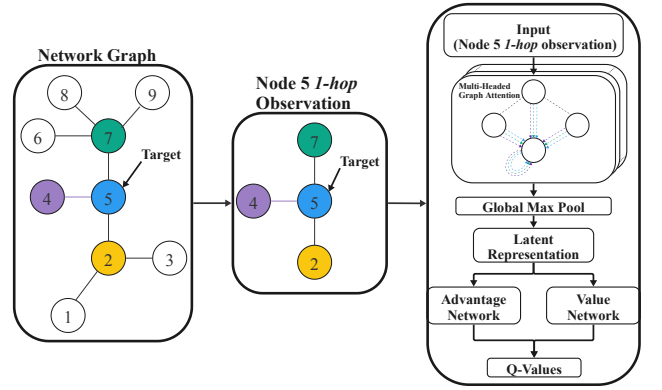 Network Graph
8
9
6
7
Target
4
5
2
3
1
Node 5 1-hop
Observation
7
Target
4
5
2
Input
(Node 5 1-hop observation)
Multi-Headed
Graph Attention
Global Max Pool
Latent
Representation
Advantage
Network
Value
Network
Q-Values